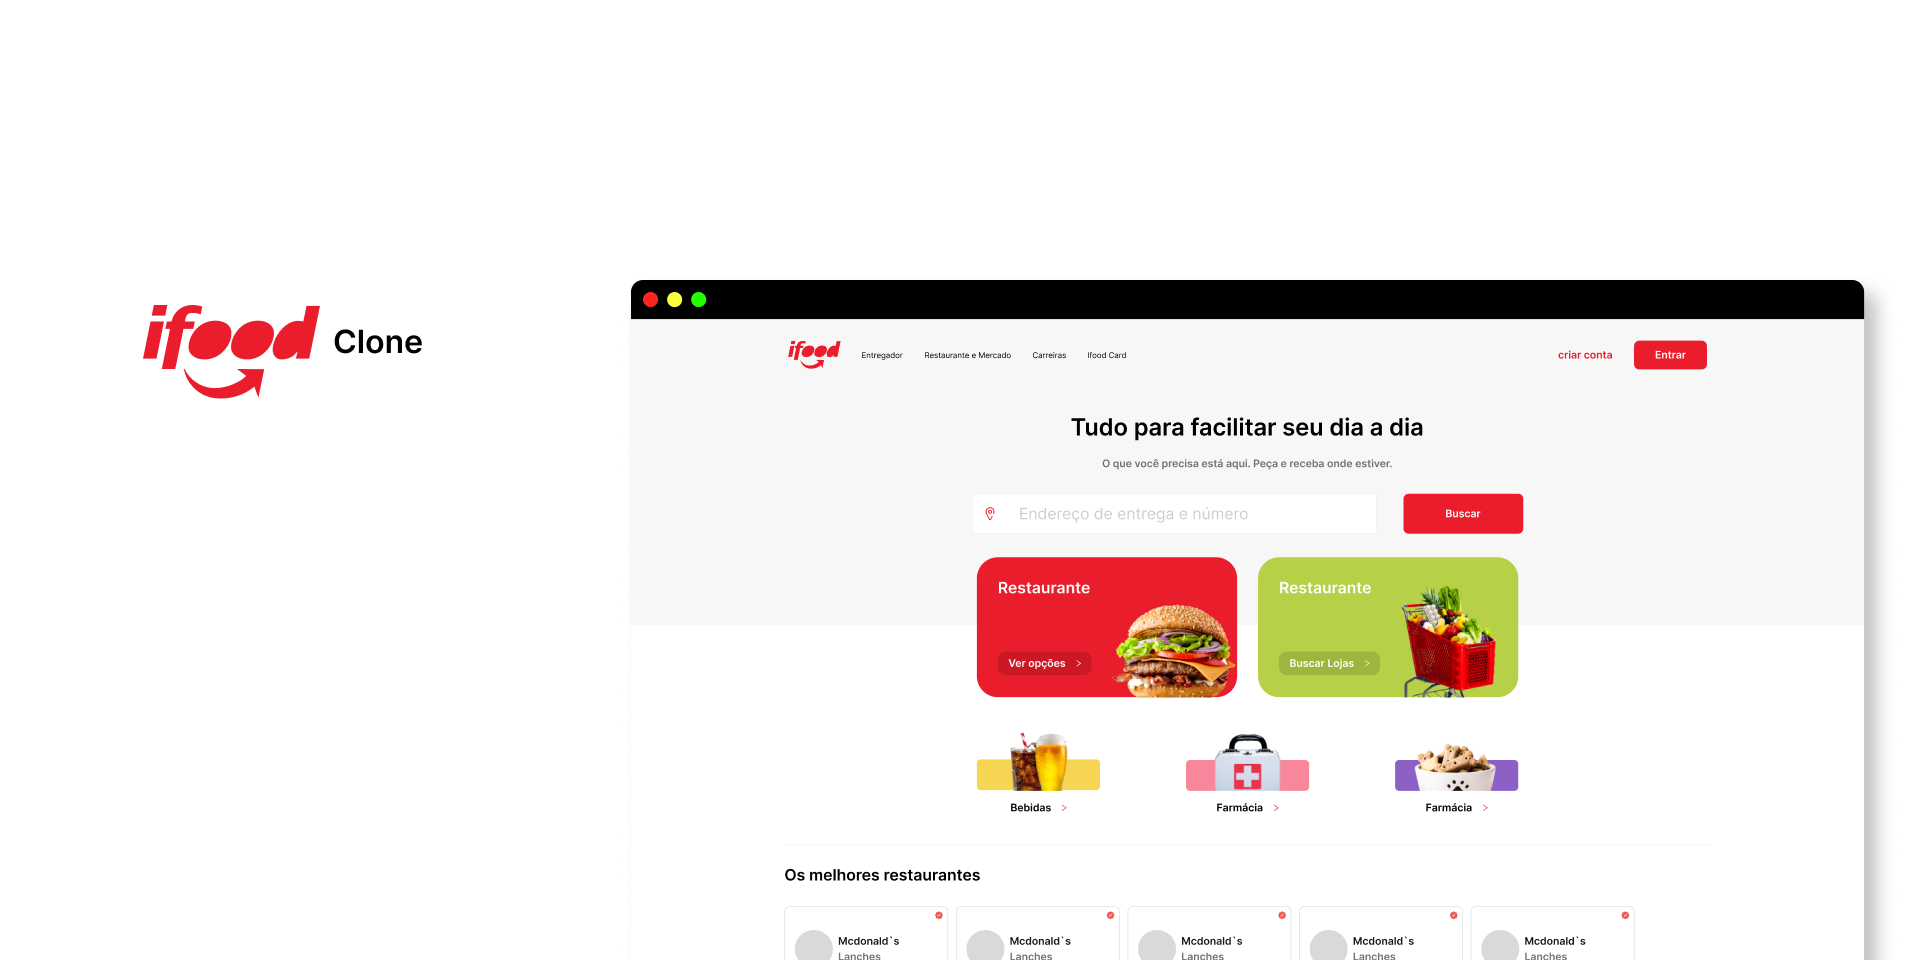 ifood Clone
ifood Entregador Restaurante e Mercado Carreiras Ifood Card criar conta Entrar
Tudo para facilitar seu dia a dia
O que você precisa está aqui. Peça e receba onde estiver.
Endereço de entrega e número Buscar
Restaurante Restaurante
Ver opções > Buscar Lojas >
Bebidas > Farmácia > Farmácia >
Os melhores restaurantes
Mcdonald`s Mcdonald`s Mcdonald`s Mcdonald`s Mcdonald`s
Lanches Lanches Lanches Lanches Lanches